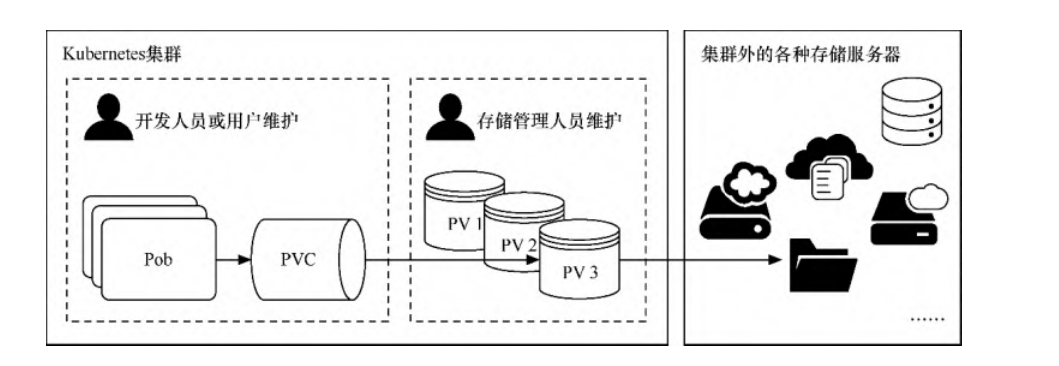 Kubernetes集群
集群外的各种存储服务器
开发人员或用户维护
存储管理人员维护
PV 1
PV 2
Pob
PVC
PV 3
······